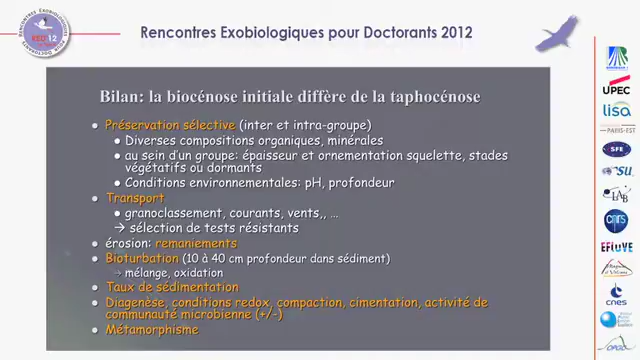 Rencontres Exobiologiques pour Doctorants 2012
RED'12
Bilan: la biocénose initiale diffère de la taphocénose
● Préservation sélective (inter et intra-groupe)
● Diverses compositions organiques, minérales
● au sein d'un groupe: épaisseur et ornementation squelette, stades
végétatifs ou dormants
● Conditions environnementales: pH, profondeur
● Transport
● granoclassement, courants, vents,, …
→ sélection de tests résistants
● érosion: remaniements
● Bioturbation (10 à 40 cm profondeur dans sédiment)
→ mélange, oxidation
● Taux de sédimentation
● Diagenèse, conditions redox, compaction, cimentation, activité de
communauté microbienne (+/-)
● Métamorphisme
UPEC
lisa
PARIS-EST
SFE
LAB
cnrs
EFLUVE
cnes